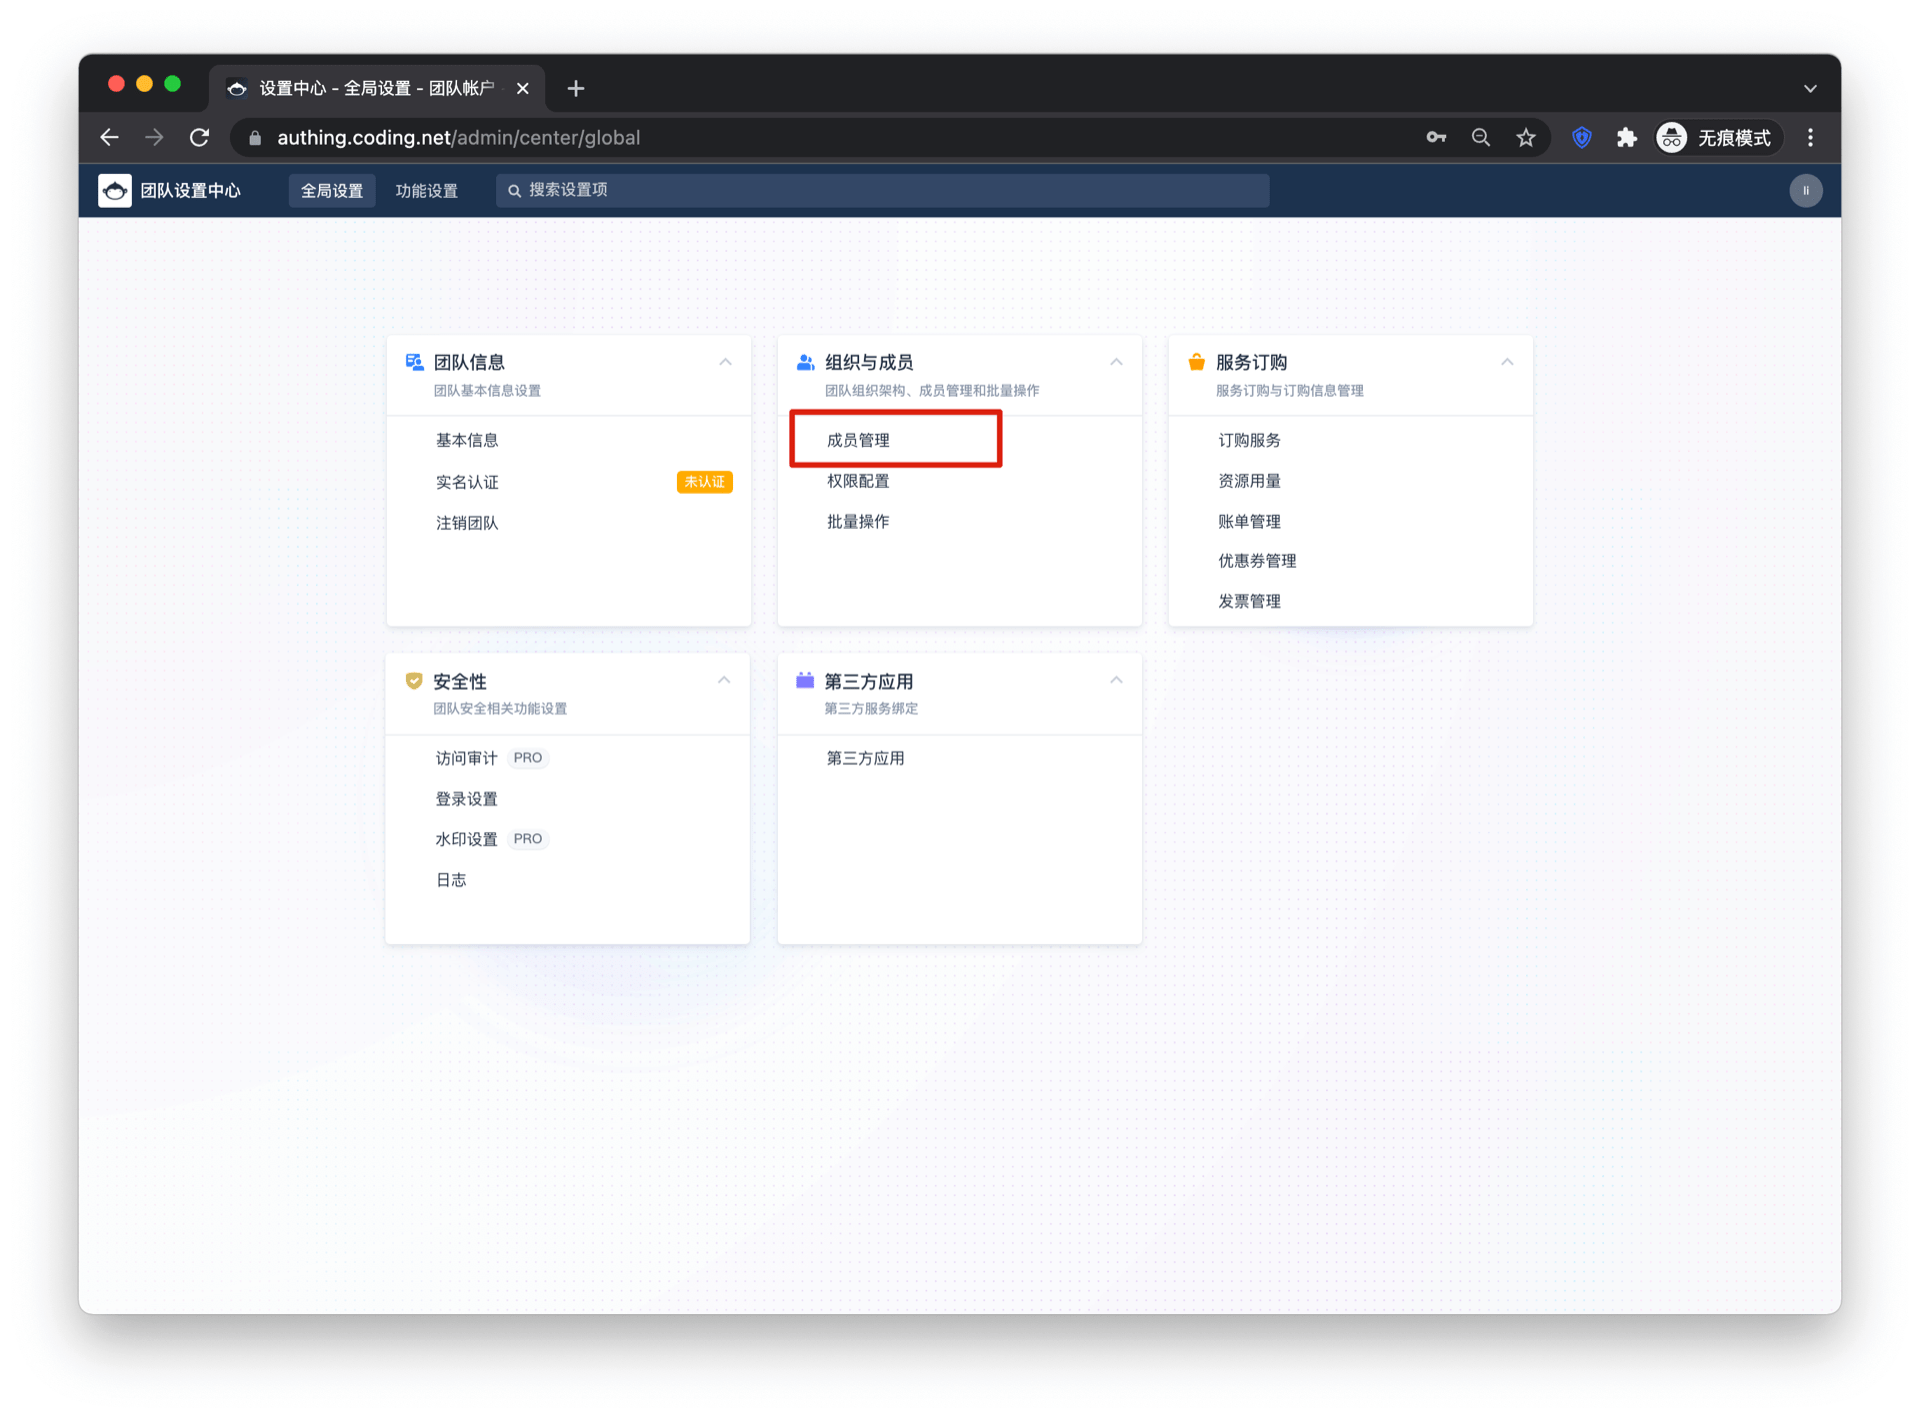 设置中心 - 全局设置 - 团队帐户
authing.coding.net/admin/center/global
无痕模式
团队设置中心
全局设置
功能设置
搜索设置项
li
团队信息
团队基本信息设置
基本信息
实名认证
未认证
注销团队
组织与成员
团队组织架构、成员管理和批量操作
成员管理
权限配置
批量操作
服务订购
服务订购与订购信息管理
订购服务
资源用量
账单管理
优惠券管理
发票管理
安全性
团队安全相关功能设置
访问审计 PRO
登录设置
水印设置 PRO
日志
第三方应用
第三方服务绑定
第三方应用